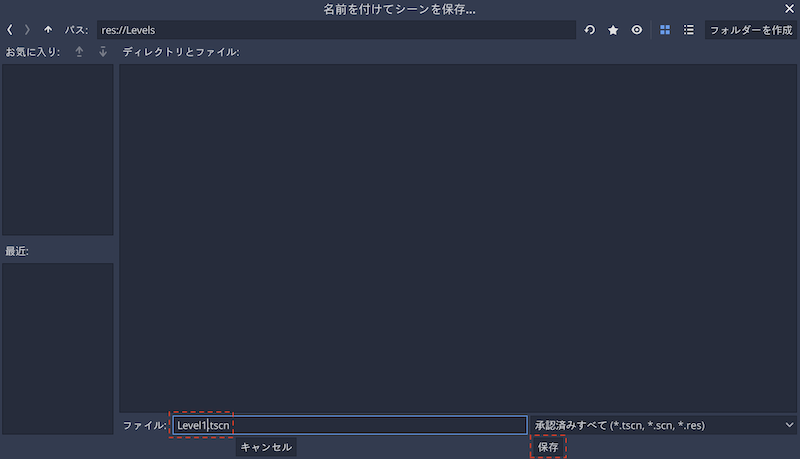 名前を付けてシーンを保存...
パス: res://Levels フォルダーを作成
お気に入り: ディレクトリとファイル:
最近:
ファイル: Level1.tscn 承認済みすべて (*.tscn, *.scn, *.res)
キャンセル 保存